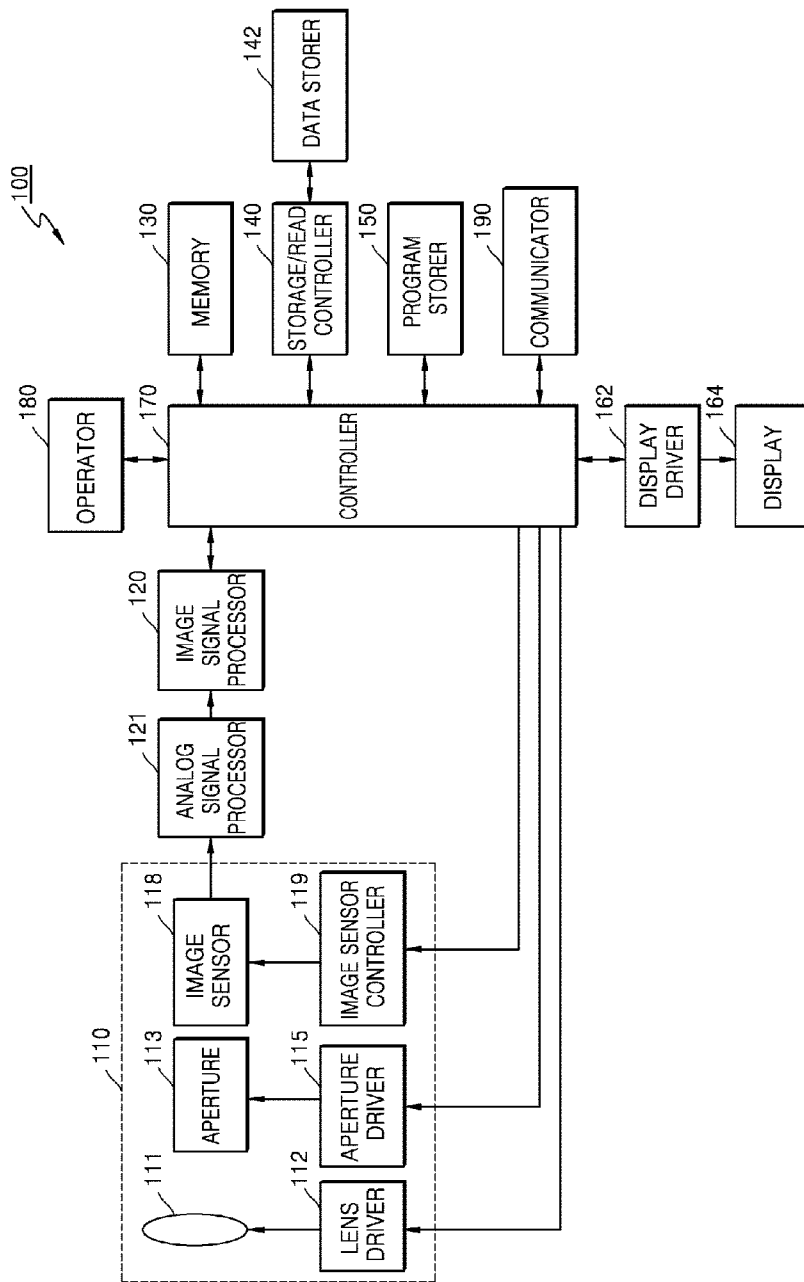 100
110
111
112
LENS
DRIVER
113
APERTURE
115
APERTURE
DRIVER
118
IMAGE
SENSOR
119
IMAGE SENSOR
CONTROLLER
121
ANALOG
SIGNAL
PROCESSOR
120
IMAGE
SIGNAL
PROCESSOR
180
OPERATOR
170
CONTROLLER
162
DISPLAY
DRIVER
164
DISPLAY
130
MEMORY
140
STORAGE/READ
CONTROLLER
142
DATA STORER
150
PROGRAM
STORER
190
COMMUNICATOR